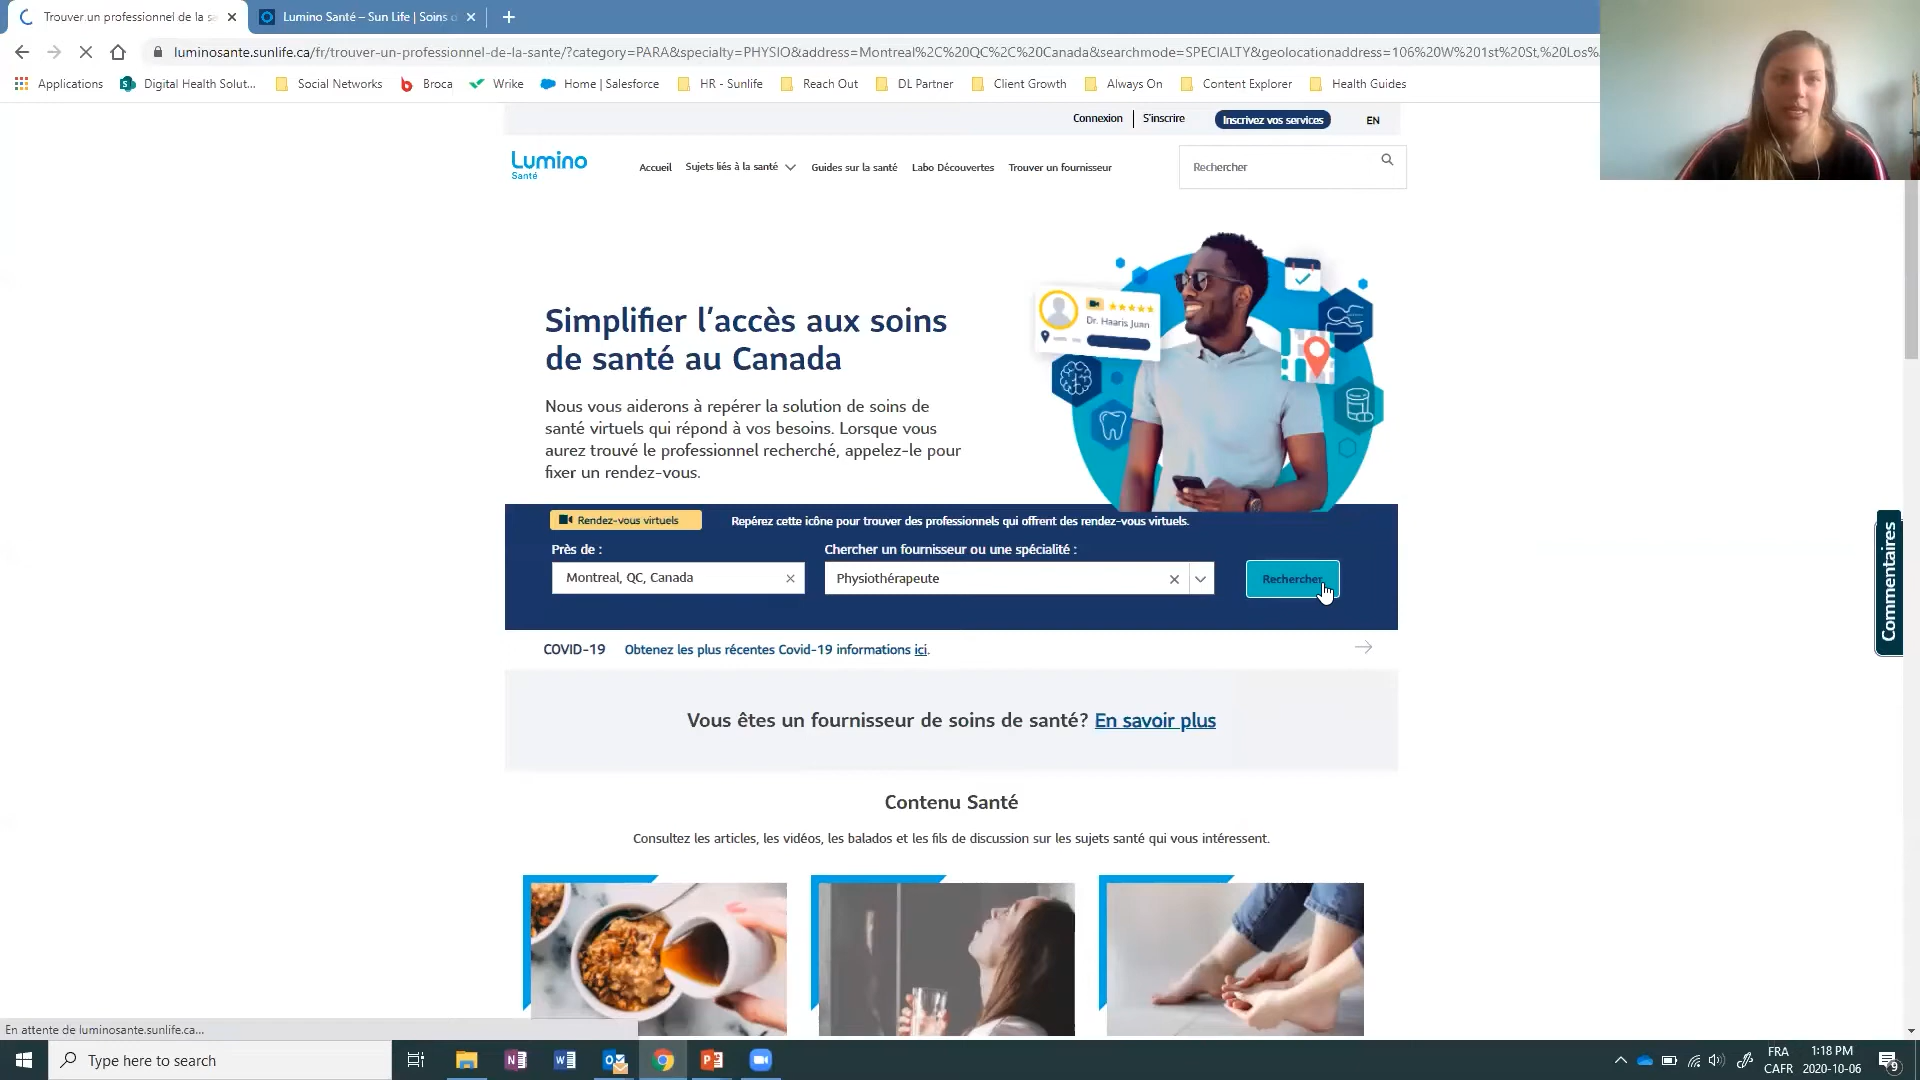 Trouver un professionnel de la s
Lumino Santé – Sun Life | Soins d
luminosante.sunlife.ca/fr/trouver-un-professionnel-de-la-sante/?category=PARA&specialty=PHYSIO&address=Montreal%2C%20QC%2C%20Canada&searchmode=SPECIALTY&geolocationaddress=106%20W%201st%20St,%20Los%
Applications
Digital Health Solut...
Social Networks
Broca
Wrike
Home | Salesforce
HR - Sunlife
Reach Out
DL Partner
Client Growth
Always On
Content Explorer
Health Guides
Connexion
S'inscrire
Inscrivez vos services
EN
Lumino
Santé
Accueil
Sujets liés à la santé
Guides sur la santé
Labo Découvertes
Trouver un fournisseur
Rechercher
Simplifier l'accès aux soins
de santé au Canada
Dr. Haaris Juan
Nous vous aiderons à repérer la solution de soins de
santé virtuels qui répond à vos besoins. Lorsque vous
aurez trouvé le professionnel recherché, appelez-le pour
fixer un rendez-vous.
Rendez-vous virtuels
Repérez cette icône pour trouver des professionnels qui offrent des rendez-vous virtuels.
Près de :
Chercher un fournisseur ou une spécialité :
Montreal, QC, Canada
Physiothérapeute
Rechercher
Commentaires
COVID-19
Obtenez les plus récentes Covid-19 informations ici.
Vous êtes un fournisseur de soins de santé? En savoir plus
Contenu Santé
Consultez les articles, les vidéos, les balados et les fils de discussion sur les sujets santé qui vous intéressent.
En attente de luminosante.sunlife.ca...
Type here to search
FRA
CAFR
1:18 PM
2020-10-06
9